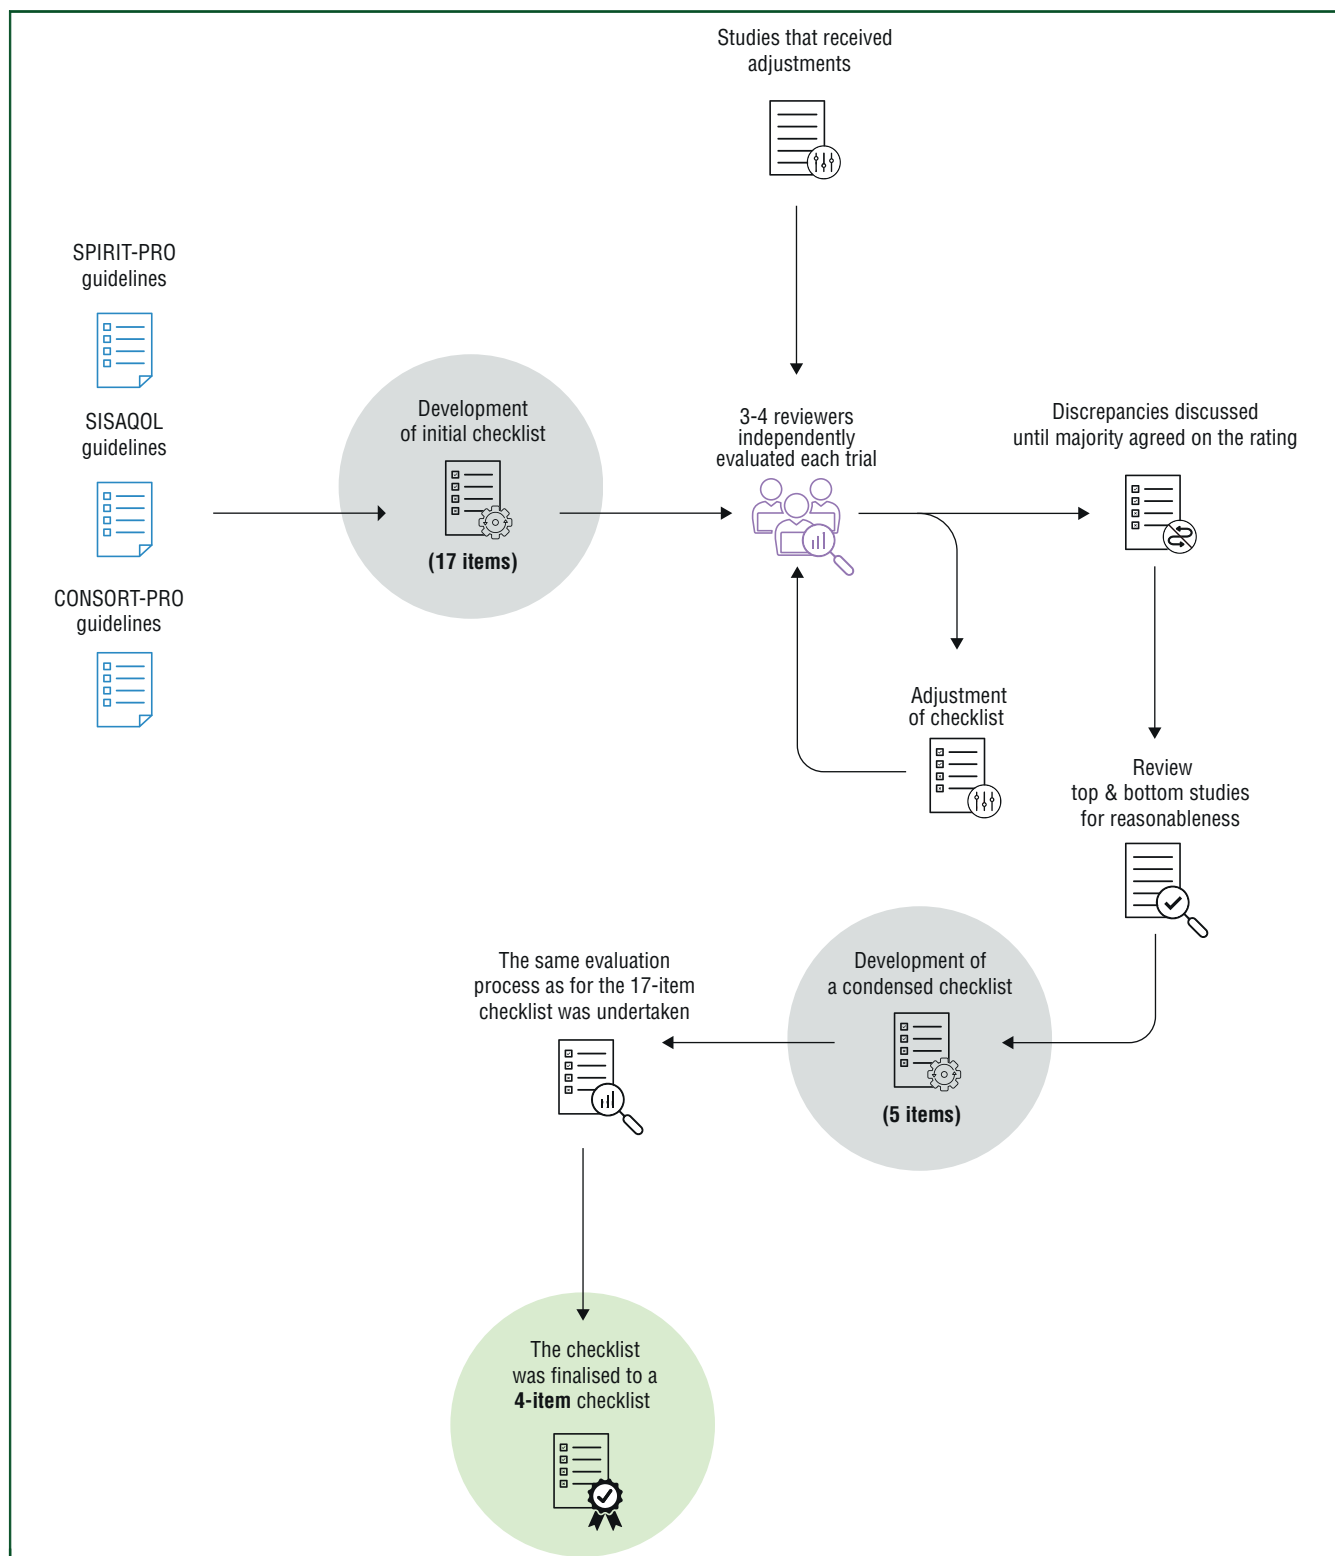 Studies that received
adjustments
SPIRIT-PRO
guidelines
SISAQOL
guidelines
CONSORT-PRO
guidelines
Development
of initial checklist
(17 items)
3-4 reviewers
independently
evaluated each trial
Discrepancies discussed
until majority agreed on the rating
Adjustment
of checklist
Review
top & bottom studies
for reasonableness
Development of
a condensed checklist
(5 items)
The same evaluation
process as for the 17-item
checklist was undertaken
The checklist
was finalised to a
4-item checklist